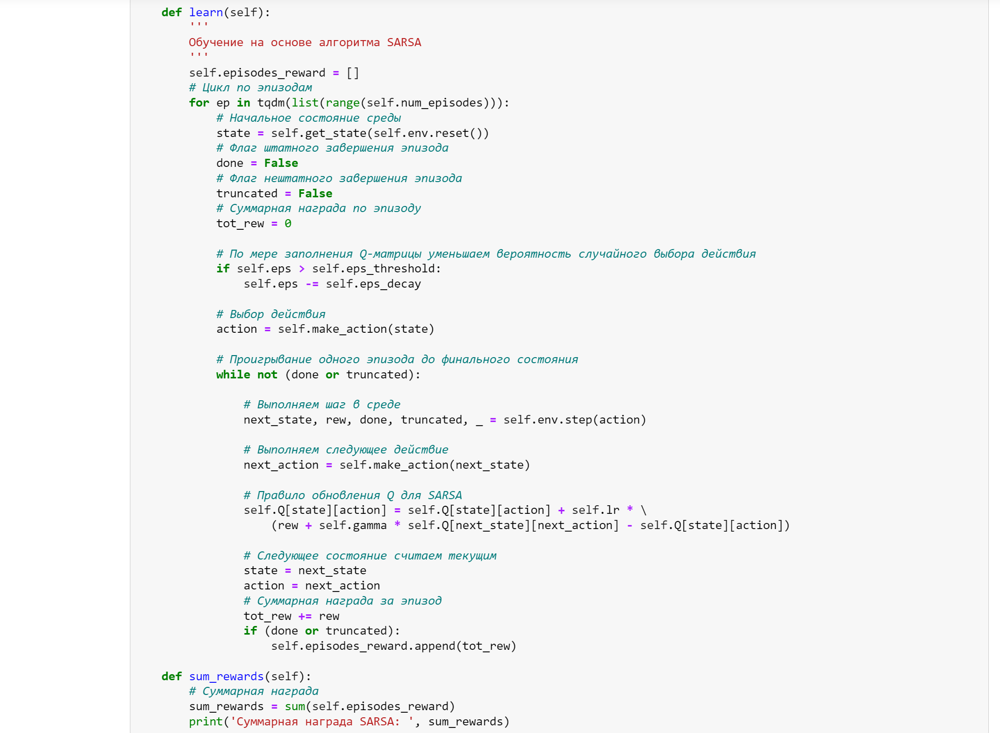 def learn(self):
'''
Обучение на основе алгоритма SARSA
'''
self.episodes_reward = []
# Цикл по эпизодам
for ep in tqdm(list(range(self.num_episodes))):
# Начальное состояние среды
state = self.get_state(self.env.reset())
# Флаг штатного завершения эпизода
done = False
# Флаг нештатного завершения эпизода
truncated = False
# Суммарная награда по эпизоду
tot_rew = 0
# По мере заполнения Q-матрицы уменьшаем вероятность случайного выбора действия
if self.eps > self.eps_threshold:
self.eps -= self.eps_decay
# Выбор действия
action = self.make_action(state)
# Проигрывание одного эпизода до финального состояния
while not (done or truncated):
# Выполняем шаг в среде
next_state, rew, done, truncated, _ = self.env.step(action)
# Выполняем следующее действие
next_action = self.make_action(next_state)
# Правило обновления Q для SARSA
self.Q[state][action] = self.Q[state][action] + self.lr * \
(rew + self.gamma * self.Q[next_state][next_action] - self.Q[state][action])
# Следующее состояние считаем текущим
state = next_state
action = next_action
# Суммарная награда за эпизод
tot_rew += rew
if (done or truncated):
self.episodes_reward.append(tot_rew)
def sum_rewards(self):
# Суммарная награда
sum_rewards = sum(self.episodes_reward)
print('Суммарная награда SARSA: ', sum_rewards)